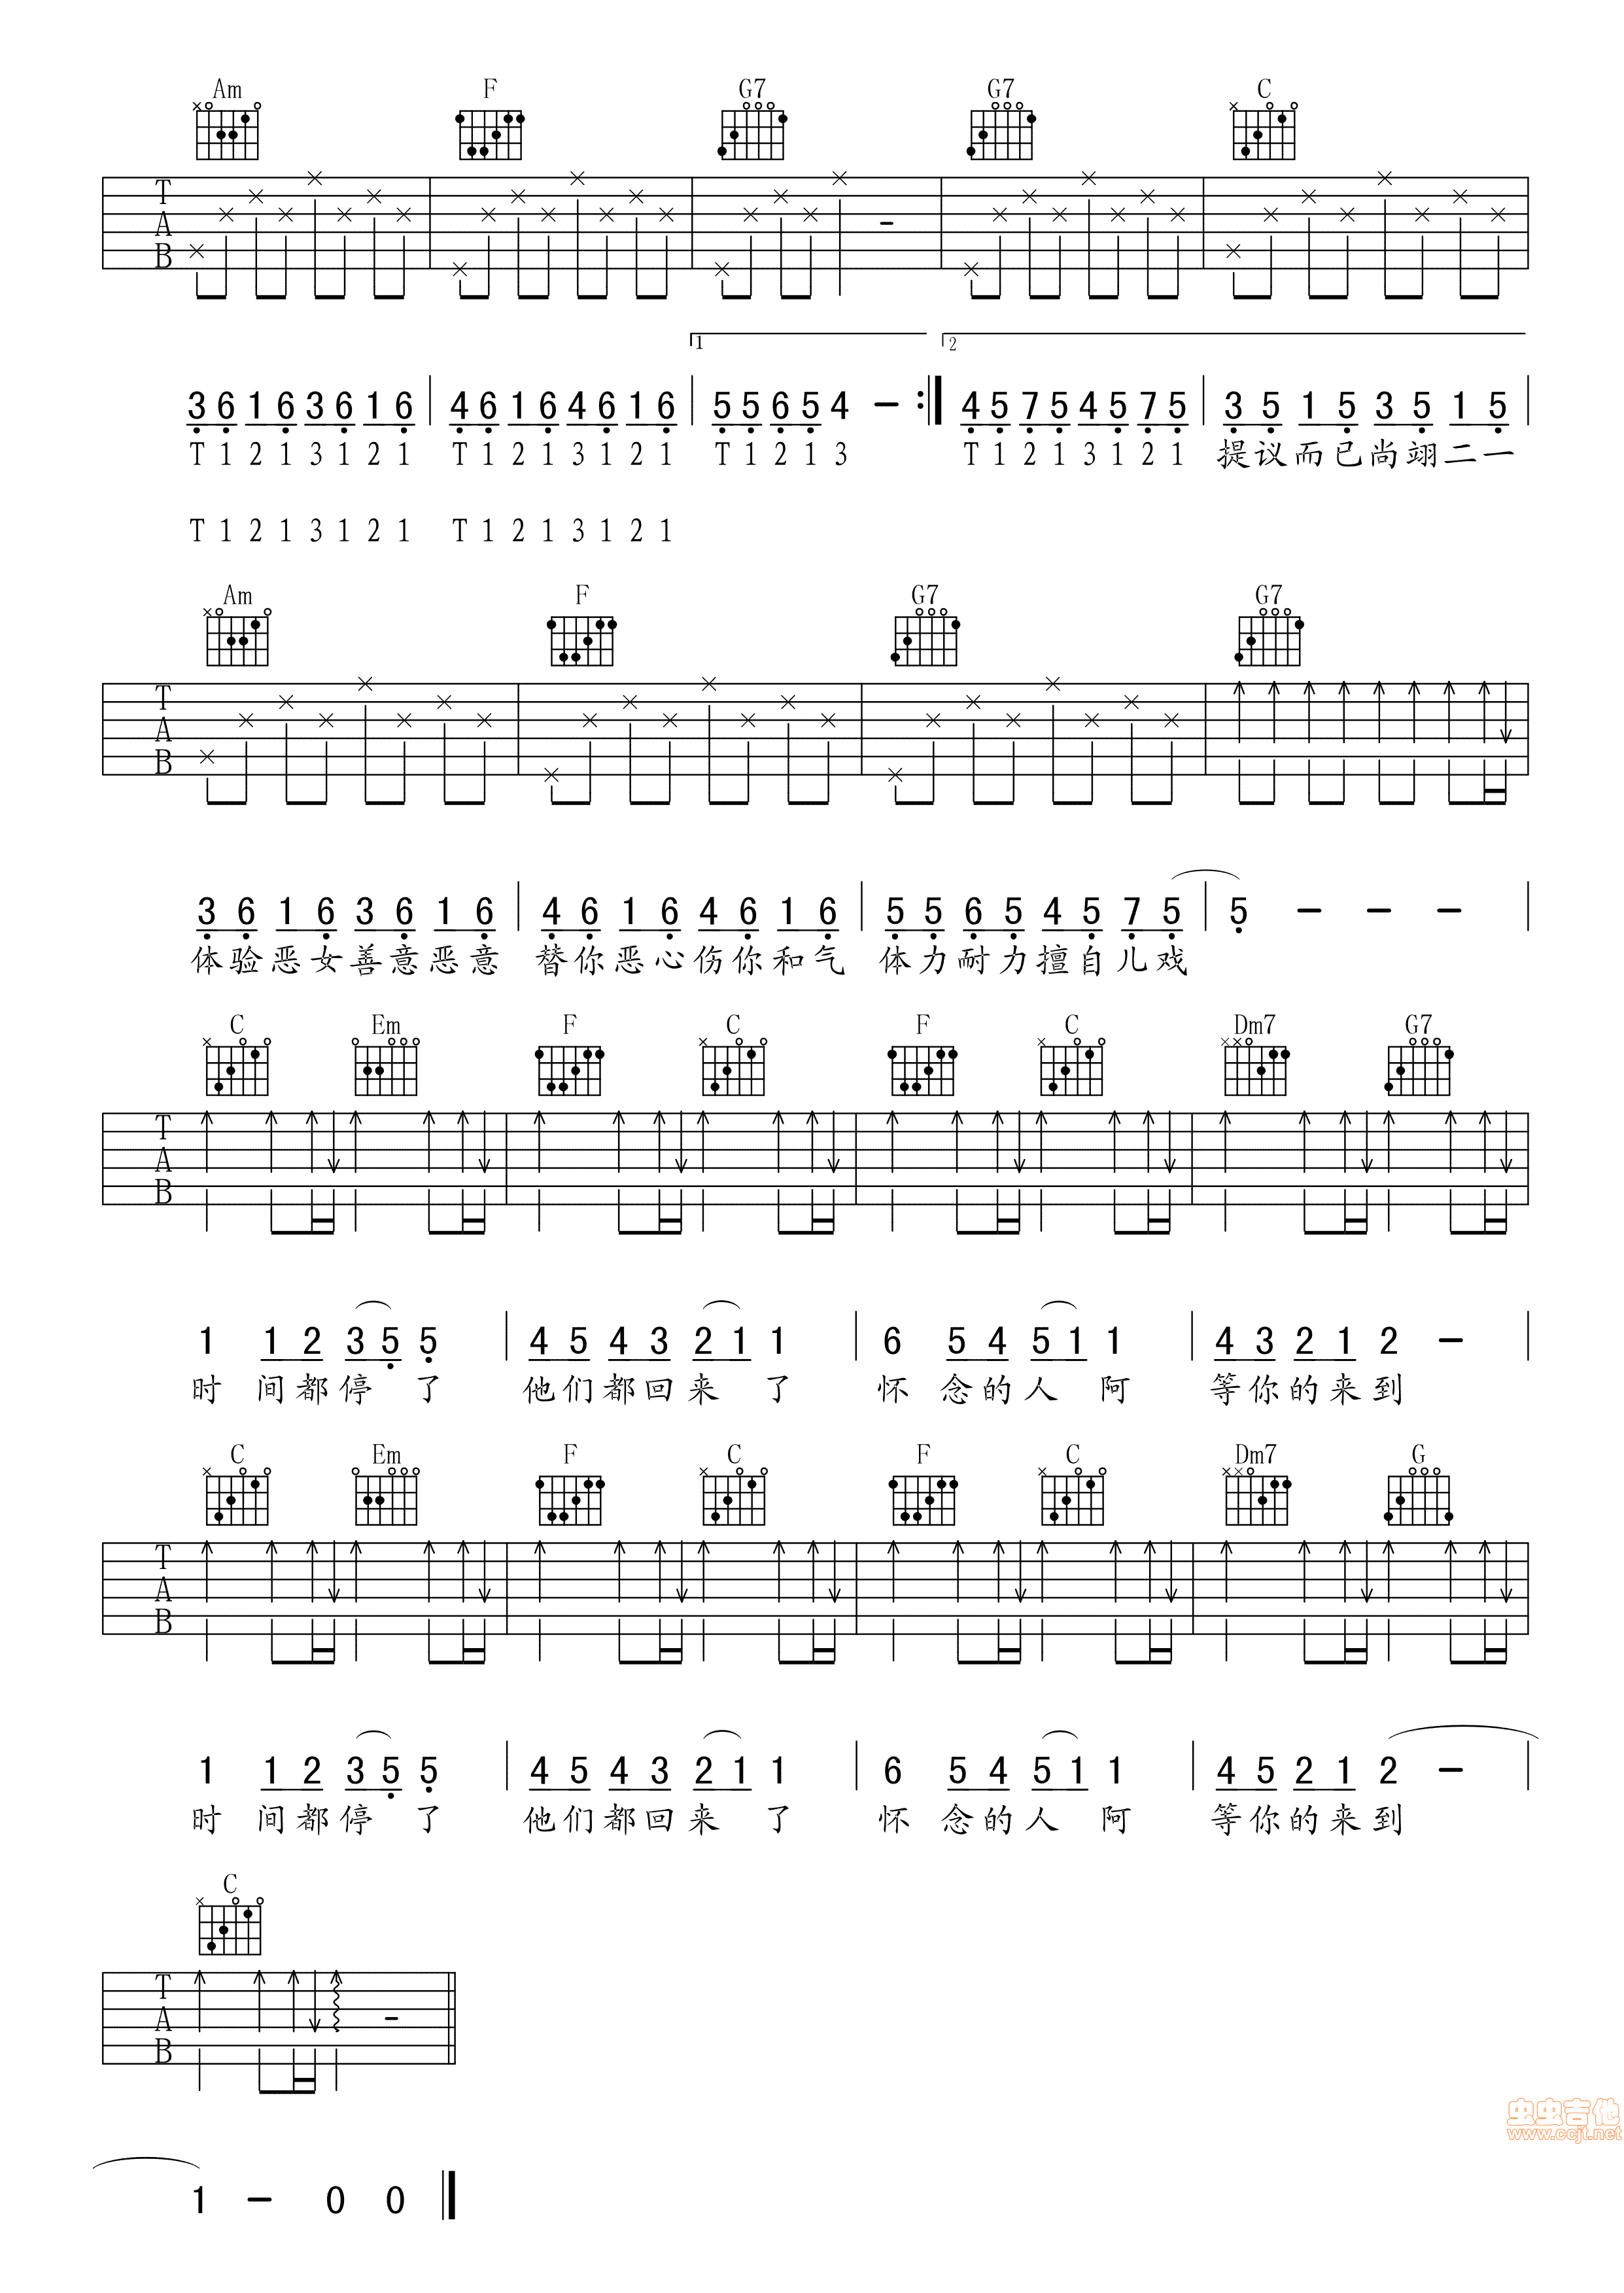 Am F G7 G7 C
T A B
1 2
3 6 1 6 3 6 1 6 | 4 6 1 6 4 6 1 6 | 5 5 6 5 4 - :| 4 5 7 5 4 5 7 5 | 3 5 1 5 3 5 1 5 |
T 1 2 1 3 1 2 1 T 1 2 1 3 1 2 1 T 1 2 1 3 T 1 2 1 3 1 2 1 提议而已尚翊二一
T 1 2 1 3 1 2 1 T 1 2 1 3 1 2 1
Am F G7 G7
T A B
3 6 1 6 3 6 1 6 | 4 6 1 6 4 6 1 6 | 5 5 6 5 4 5 7 5 | 5 - - - |
体验恶女善意恶意 替你恶心伤你和气 体力耐力擅自儿戏
C Em F C F C Dm7 G7
T A B
1 1 2 3 5 5 | 4 5 4 3 2 1 1 | 6 5 4 5 1 1 | 4 3 2 1 2 - |
时 间都停 了 他们都回来 了 怀 念的人 阿 等你的来到
C Em F C F C Dm7 G
T A B
1 1 2 3 5 5 | 4 5 4 3 2 1 1 | 6 5 4 5 1 1 | 4 5 2 1 2 - |
时 间都停 了 他们都回来 了 怀 念的人 阿 等你的来到
C
T A B
1 - 0 0
虫虫吉他
www.ccjt.net